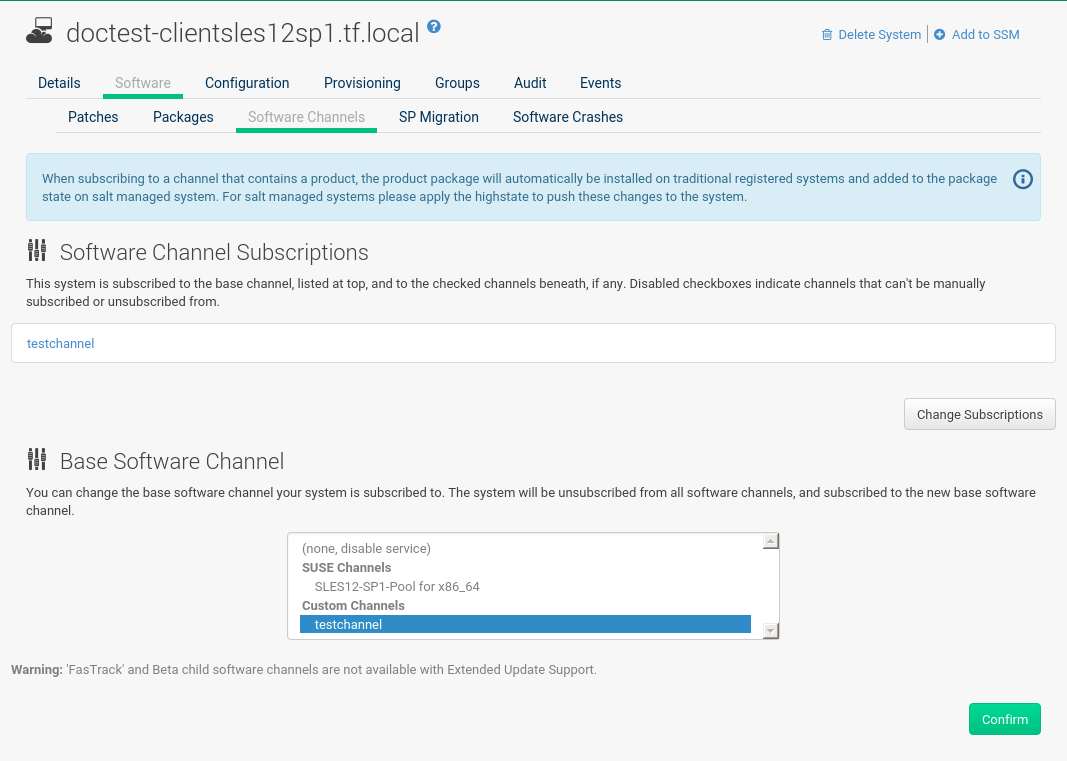 doctest-clientsles12sp1.tf.local ?
Delete System | Add to SSM
Details Software Configuration Provisioning Groups Audit Events
Patches Packages Software Channels SP Migration Software Crashes
When subscribing to a channel that contains a product, the product package will automatically be installed on traditional registered systems and added to the package
state on salt managed system. For salt managed systems please apply the highstate to push these changes to the system.
Software Channel Subscriptions
This system is subscribed to the base channel, listed at top, and to the checked channels beneath, if any. Disabled checkboxes indicate channels that can't be manually
subscribed or unsubscribed from.
testchannel
Change Subscriptions
Base Software Channel
You can change the base software channel your system is subscribed to. The system will be unsubscribed from all software channels, and subscribed to the new base software
channel.
(none, disable service)
SUSE Channels
SLES12-SP1-Pool for x86_64
Custom Channels
testchannel
Warning: 'FasTrack' and Beta child software channels are not available with Extended Update Support.
Confirm